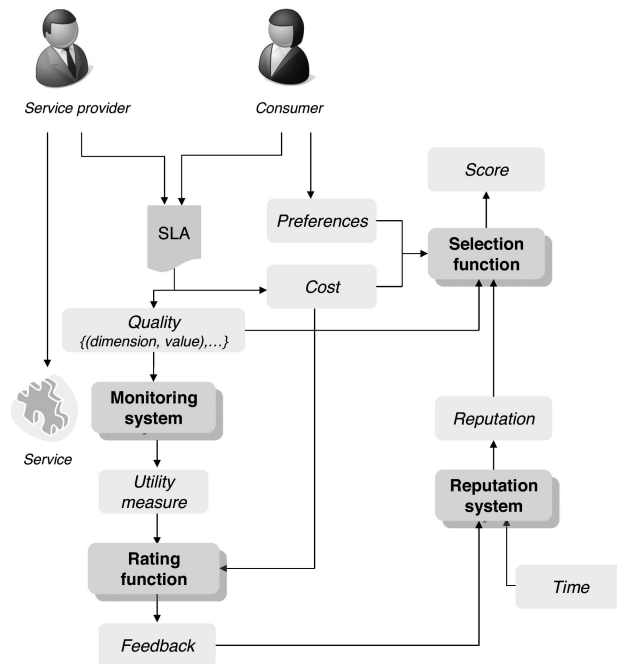 Service provider
Consumer
Score
SLA
Preferences
Selection
function
Cost
Quality
{(dimension, value),...}
Monitoring
system
Reputation
Service
Utility
measure
Reputation
system
Rating
function
Time
Feedback